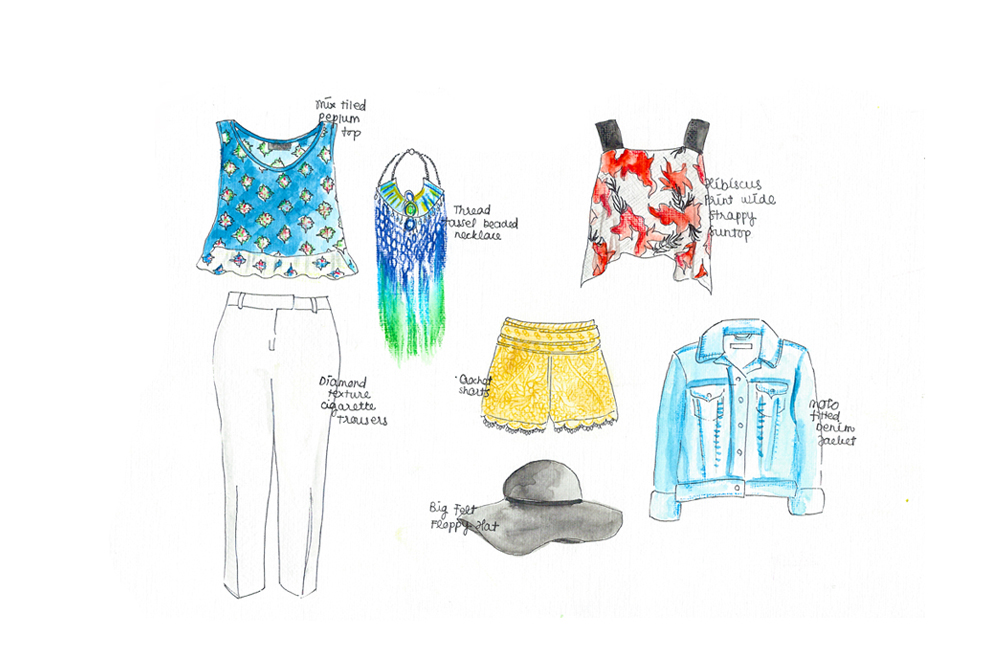 Mix tiled
peplum
top
Thread
tassel beaded
necklace
Hibiscus
Print wide
strappy
suntop
Diamond
texture
cigarette
trousers
Crochet
shorts
Moto
fitted
Denim
Jacket
Big Felt
Floppy Hat